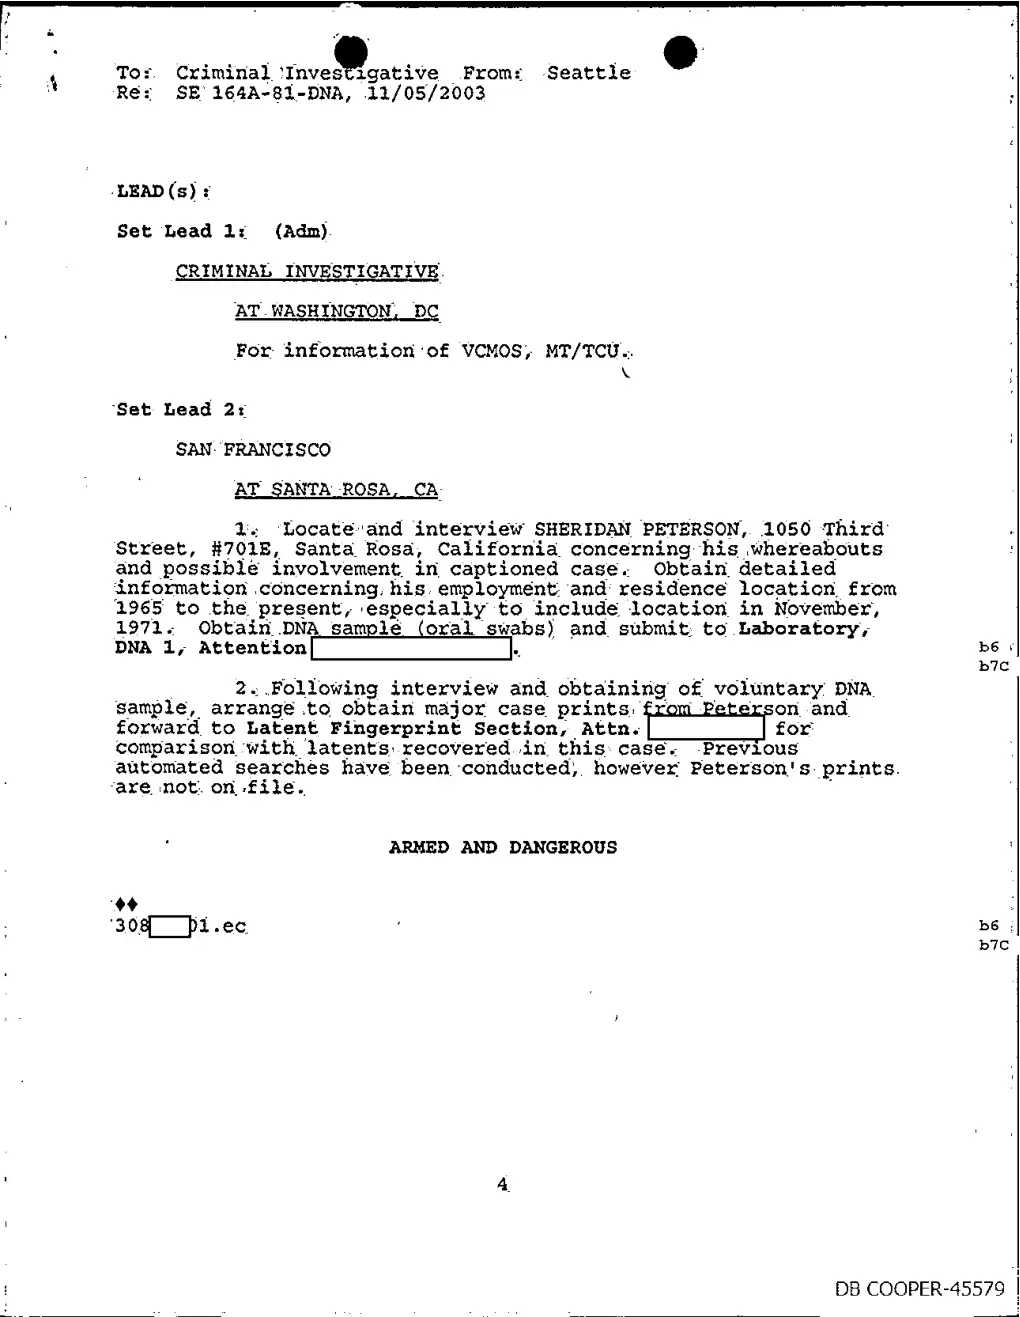 To: Criminal Investigative From: Seattle
Re: SE 164A-81-DNA, 11/05/2003
LEAD(s):
Set Lead 1: (Adm)
CRIMINAL INVESTIGATIVE
AT WASHINGTON, DC
For information of VCMOS, MT/TCU.
Set Lead 2:
SAN FRANCISCO
AT SANTA ROSA, CA
1. Locate and interview SHERIDAN PETERSON, 1050 Third
Street, #701E, Santa Rosa, California concerning his whereabouts
and possible involvement in captioned case. Obtain detailed
information concerning his employment and residence location from
1965 to the present, especially to include location in November,
1971. Obtain DNA sample (oral swabs) and submit to Laboratory,
DNA 1, Attention .
b6
b7C
2. Following interview and obtaining of voluntary DNA
sample, arrange to obtain major case prints from Peterson and
forward to Latent Fingerprint Section, Attn. for
comparison with latents recovered in this case. Previous
automated searches have been conducted, however Peterson's prints
are not on file.
ARMED AND DANGEROUS
♦♦
308 01.ec
b6
b7C
4
DB COOPER-45579